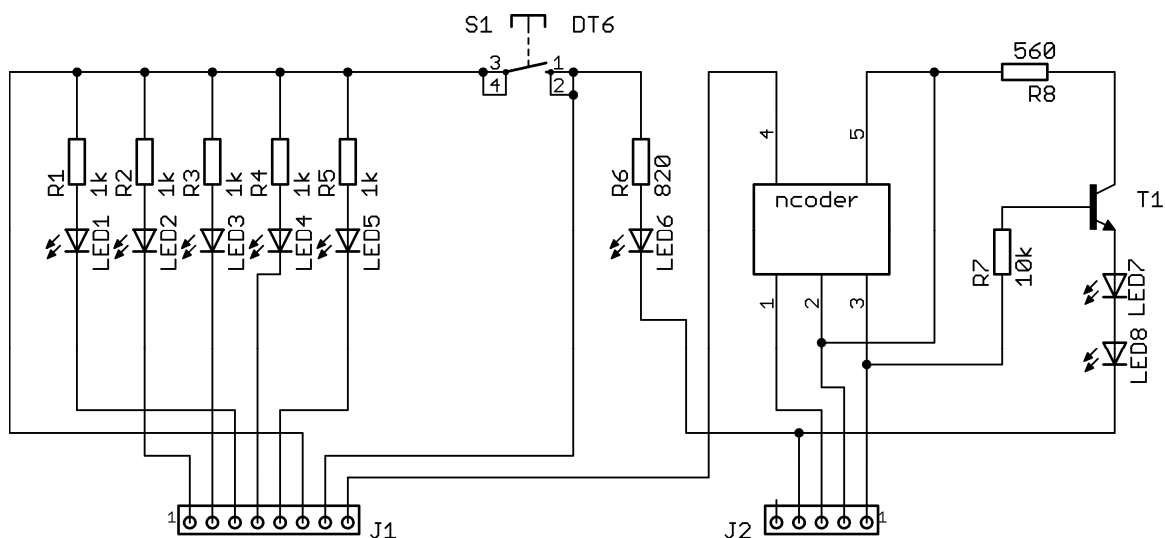 S1 DT6
3 1
4 2
560
R8
4 5
R1 1k R2 1k R3 1k R4 1k R5 1k
R6 820
ncoder
T1
LED1 LED2 LED3 LED4 LED5
LED6
R7 10k
LED7
1 2 3
LED8
1 J1
J2 1